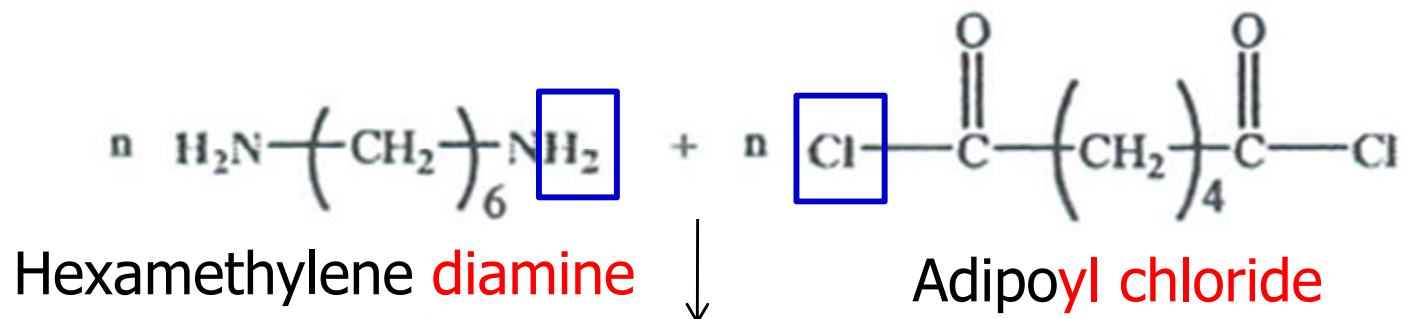 O O
n H₂N—(CH₂)₆—NH₂ + n Cl—C—(CH₂)₄—C—Cl
Hexamethylene diamine Adipoyl chloride